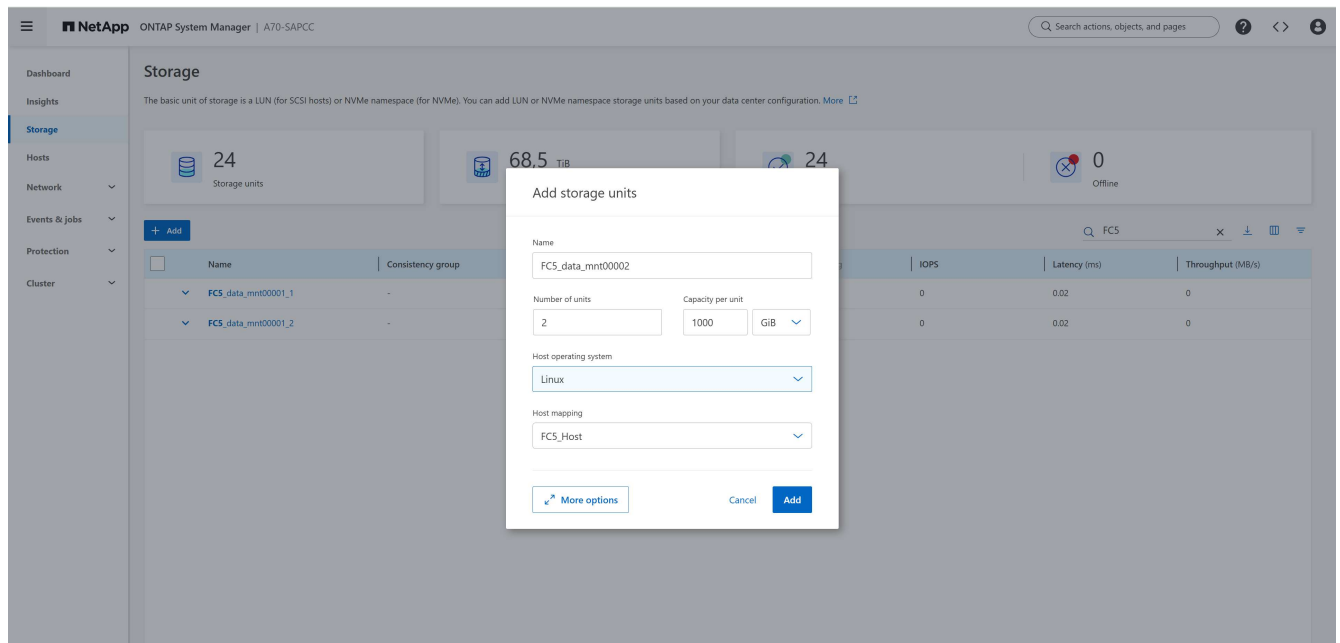 NetApp ONTAP System Manager | A70-SAPCC
Search actions, objects, and pages
Dashboard
Insights
Storage
Hosts
Network
Events & jobs
Protection
Cluster
Storage
The basic unit of storage is a LUN (for SCSI hosts) or NVMe namespace (for NVMe). You can add LUN or NVMe namespace storage units based on your data center configuration. More
24
Storage units
68,5 TiB
24
0
Offline
+ Add
FC5
Name Consistency group IOPS Latency (ms) Throughput (MB/s)
FC5_data_mnt00001_1 - 0 0.02 0
FC5_data_mnt00001_2 - 0 0.02 0
Add storage units
Name
FC5_data_mnt00002
Number of units Capacity per unit
2 1000 GiB
Host operating system
Linux
Host mapping
FC5_Host
More options Cancel Add